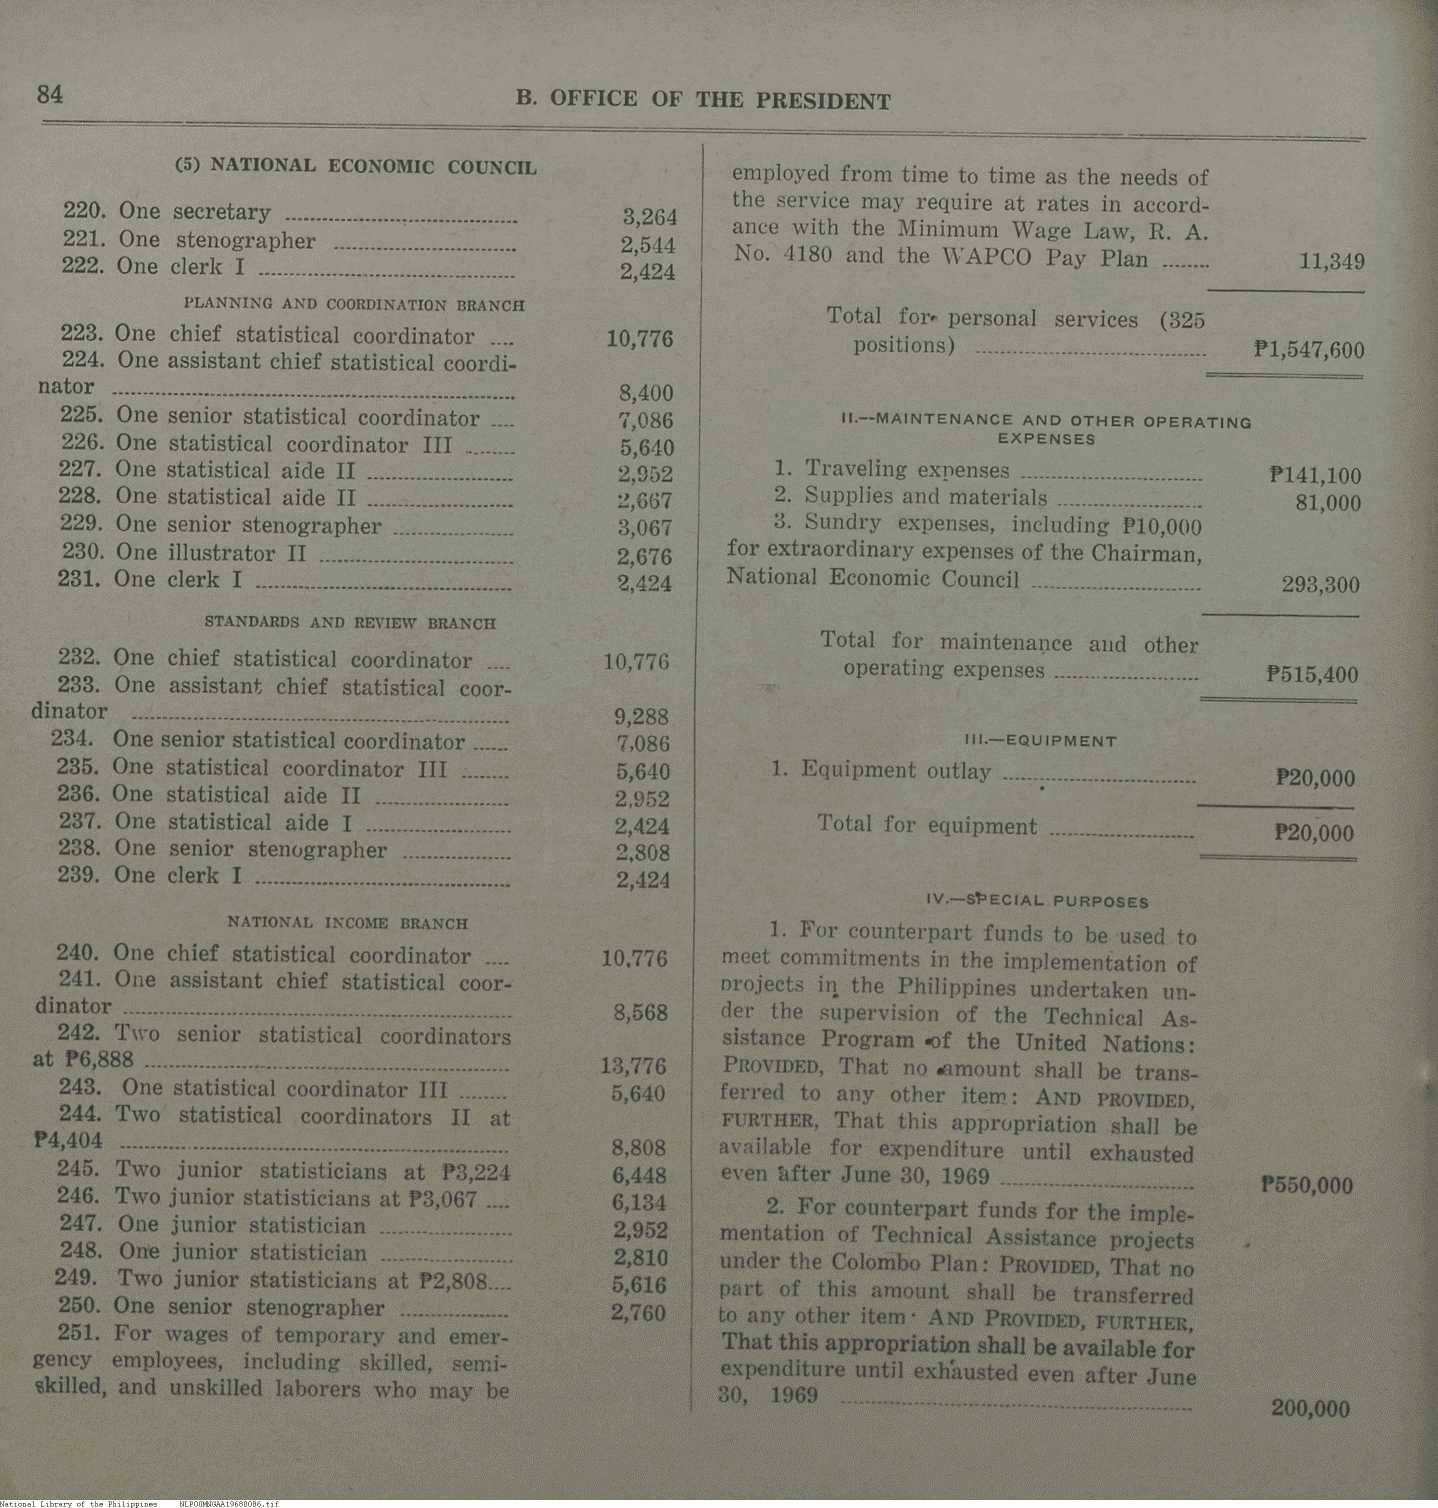 84
B. OFFICE OF THE PRESIDENT
(5) NATIONAL ECONOMIC COUNCIL
220. One secretary ........ 3,264
221. One stenographer ........ 2,544
222. One clerk I ........ 2,424
PLANNING AND COORDINATION BRANCH
223. One chief statistical coordinator .... 10,776
224. One assistant chief statistical coordi-
nator ........ 8,400
225. One senior statistical coordinator .... 7,086
226. One statistical coordinator III ........ 5,640
227. One statistical aide II ........ 2,952
228. One statistical aide II ........ 2,667
229. One senior stenographer ........ 3,067
230. One illustrator II ........ 2,676
231. One clerk I ........ 2,424
STANDARDS AND REVIEW BRANCH
232. One chief statistical coordinator .... 10,776
233. One assistant chief statistical coor-
dinator ........ 9,288
234. One senior statistical coordinator ...... 7,086
235. One statistical coordinator III ........ 5,640
236. One statistical aide II ........ 2,952
237. One statistical aide I ........ 2,424
238. One senior stenographer ........ 2,808
239. One clerk I ........ 2,424
NATIONAL INCOME BRANCH
240. One chief statistical coordinator .... 10,776
241. One assistant chief statistical coor-
dinator ........ 8,568
242. Two senior statistical coordinators
at ₱6,888 ........ 13,776
243. One statistical coordinator III ........ 5,640
244. Two statistical coordinators II at
₱4,404 ........ 8,808
245. Two junior statisticians at ₱3,224 6,448
246. Two junior statisticians at ₱3,067 .... 6,134
247. One junior statistician ........ 2,952
248. One junior statistician ........ 2,810
249. Two junior statisticians at ₱2,808.... 5,616
250. One senior stenographer ........ 2,760
251. For wages of temporary and emer-
gency employees, including skilled, semi-
skilled, and unskilled laborers who may be
employed from time to time as the needs of
the service may require at rates in accord-
ance with the Minimum Wage Law, R. A.
No. 4180 and the WAPCO Pay Plan ........ 11,349
Total for personal services (325
positions) ........ ₱1,547,600
II.--MAINTENANCE AND OTHER OPERATING
EXPENSES
1. Traveling expenses ........ ₱141,100
2. Supplies and materials ........ 81,000
3. Sundry expenses, including ₱10,000
for extraordinary expenses of the Chairman,
National Economic Council ........ 293,300
Total for maintenance and other
operating expenses ........ ₱515,400
III.—EQUIPMENT
1. Equipment outlay ........ ₱20,000
Total for equipment ........ ₱20,000
IV.—SPECIAL PURPOSES
1. For counterpart funds to be used to
meet commitments in the implementation of
projects in the Philippines undertaken un-
der the supervision of the Technical As-
sistance Program of the United Nations:
PROVIDED, That no amount shall be trans-
ferred to any other item: AND PROVIDED,
FURTHER, That this appropriation shall be
available for expenditure until exhausted
even after June 30, 1969 ........ ₱550,000
2. For counterpart funds for the imple-
mentation of Technical Assistance projects
under the Colombo Plan: PROVIDED, That no
part of this amount shall be transferred
to any other item: AND PROVIDED, FURTHER,
That this appropriation shall be available for
expenditure until exhausted even after June
30, 1969 ........ 200,000
National Library of the Philippines NLPOOMNGAA1968B086.tif